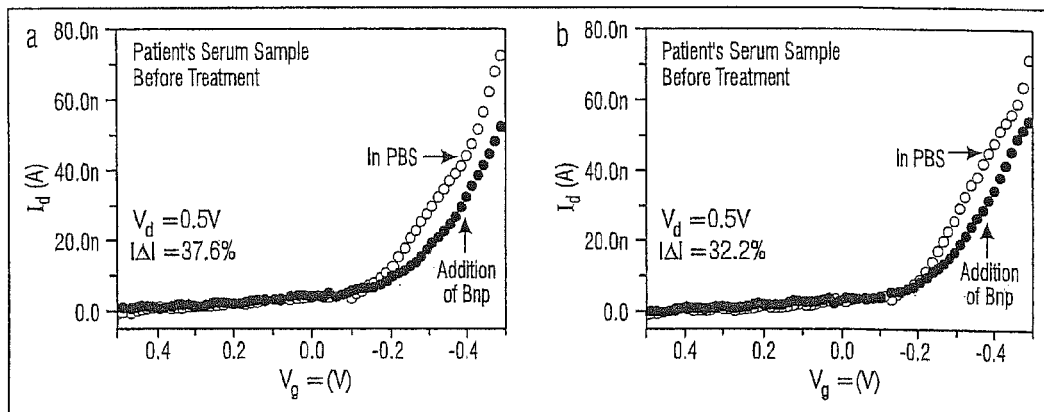 a
Patient's Serum Sample
Before Treatment
In PBS
V_d =0.5V
|Δ| =37.6%
Addition
of Bnp
I_d (A)
80.0n
60.0n
40.0n
20.0n
0.0
0.4 0.2 0.0 -0.2 -0.4
V_g =(V)
b
Patient's Serum Sample
Before Treatment
In PBS
V_d =0.5V
|Δ| =32.2%
Addition
of Bnp
I_d (A)
80.0n
60.0n
40.0n
20.0n
0.0
0.4 0.2 0.0 -0.2 -0.4
V_g =(V)